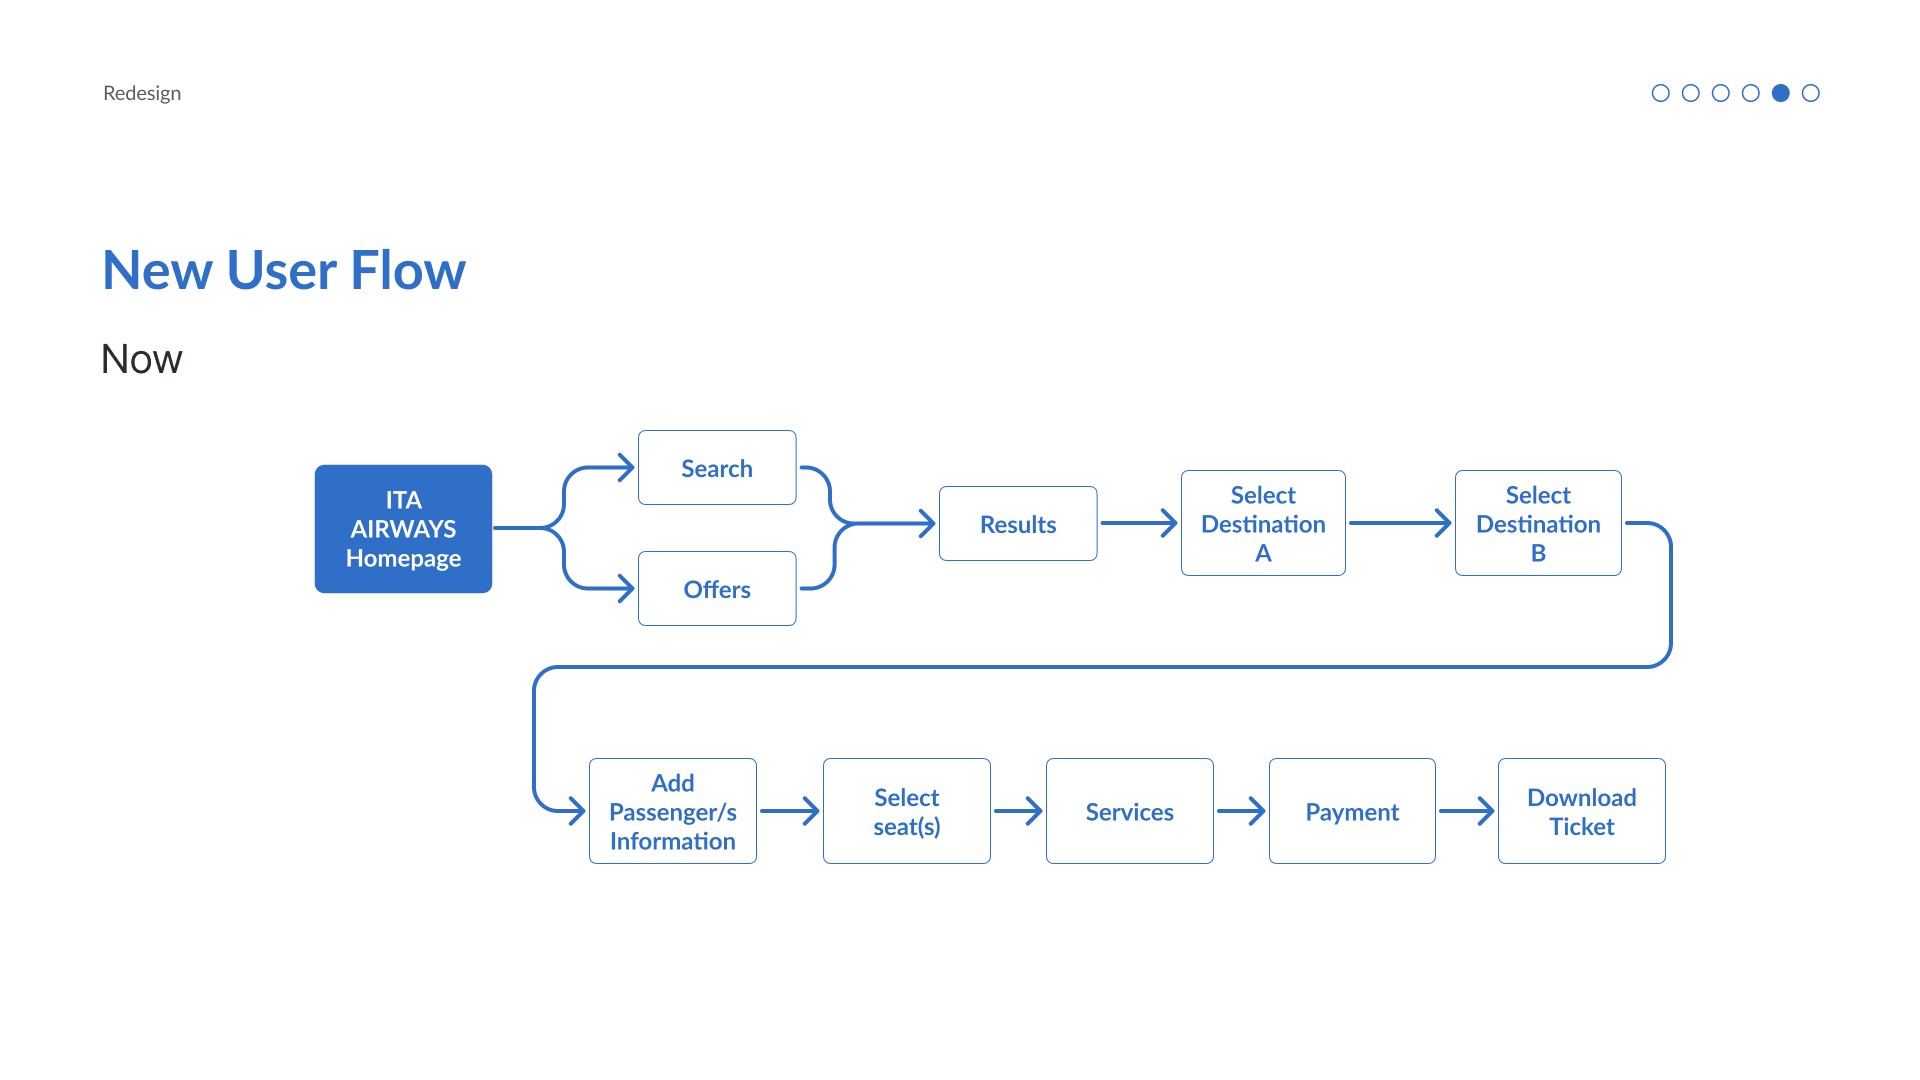 Redesign
New User Flow
Now
ITA
AIRWAYS
Homepage
Search
Offers
Results
Select
Destination
A
Select
Destination
B
Add
Passenger/s
Information
Select
seat(s)
Services
Payment
Download
Ticket